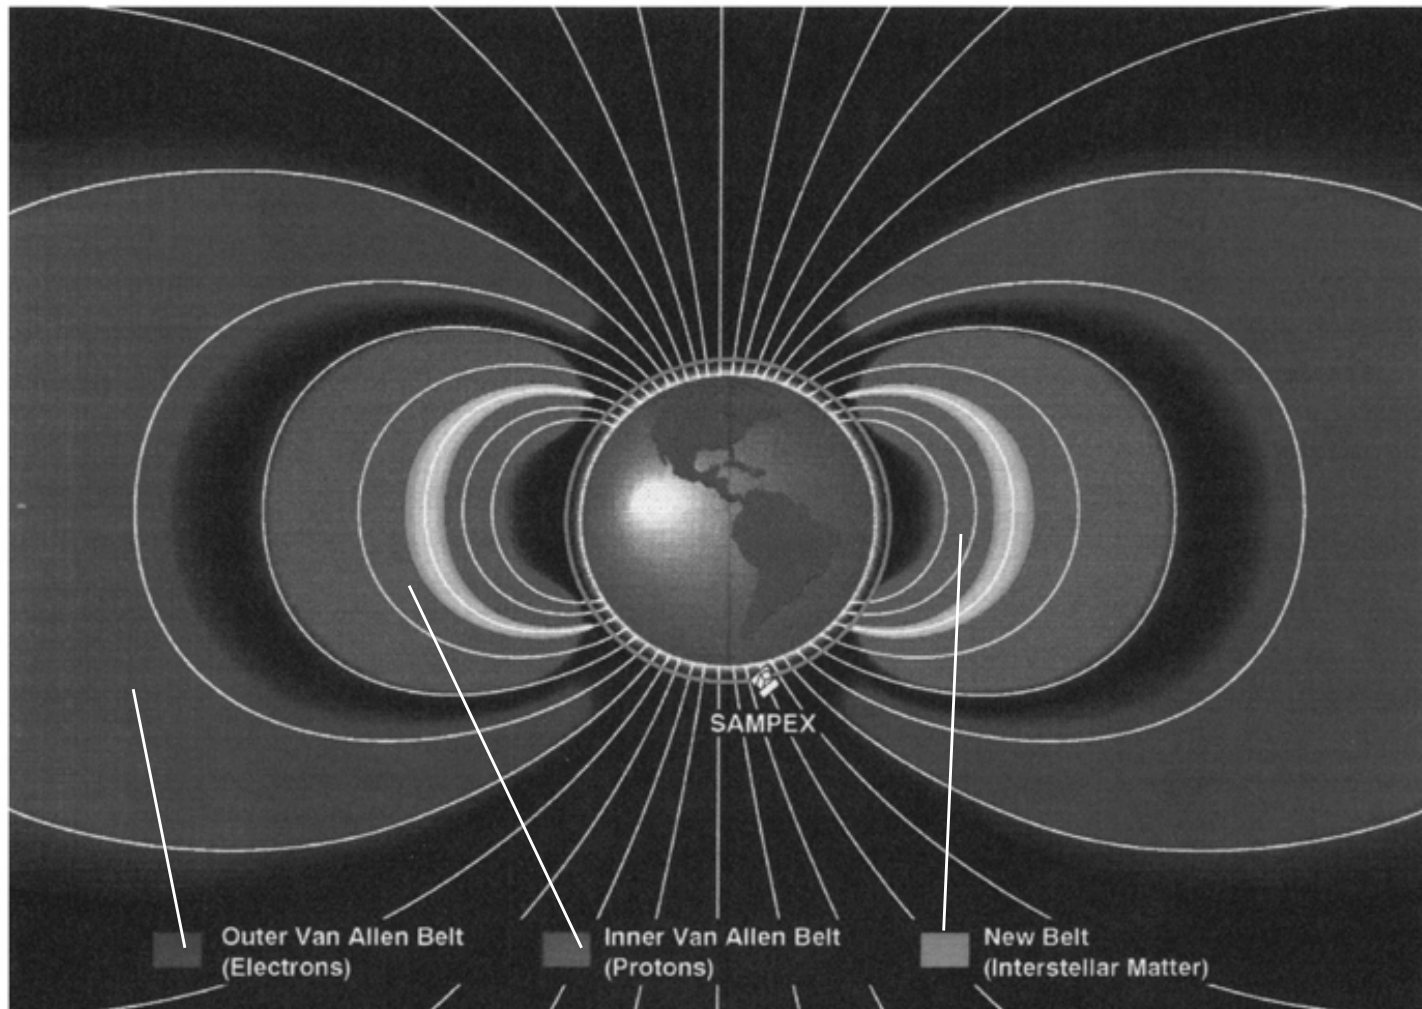 SAMPEX
Outer Van Allen Belt
(Electrons)
Inner Van Allen Belt
(Protons)
New Belt
(Interstellar Matter)